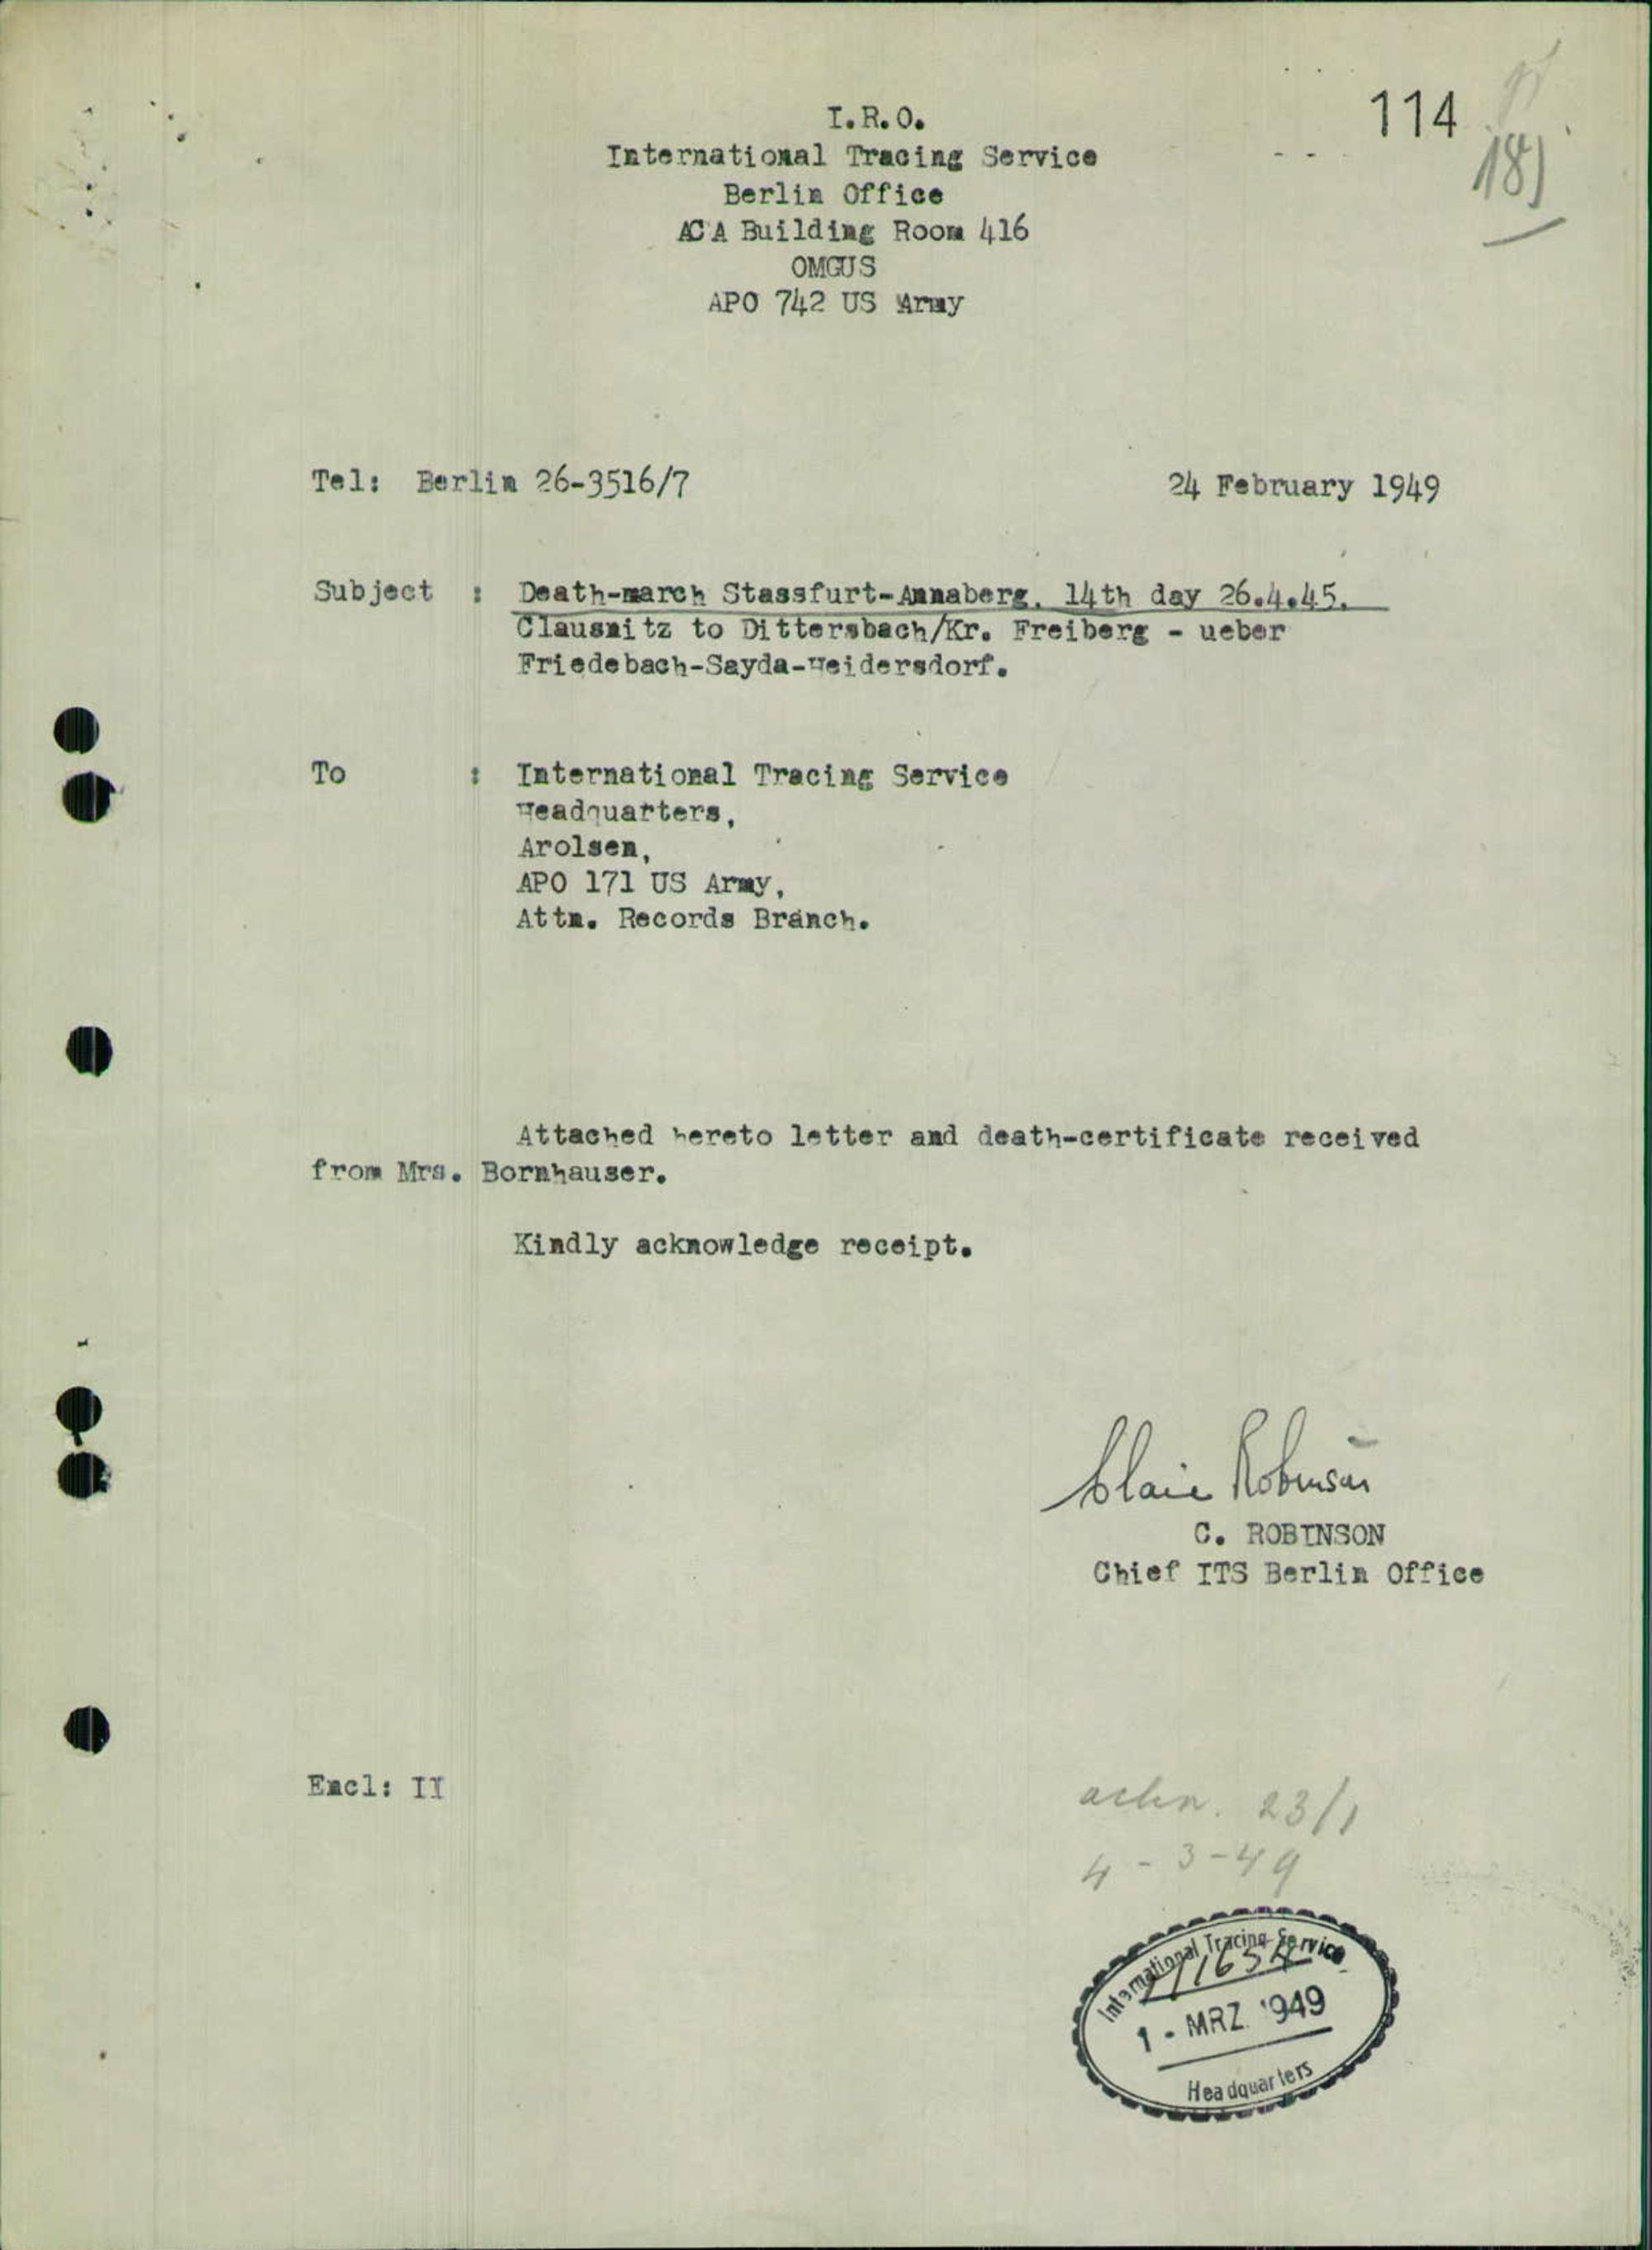 114
18)
I.R.O.
International Tracing Service
Berlin Office
ACA Building Room 416
OMGUS
APO 742 US Army
Tel: Berlin 26-3516/7
24 February 1949
Subject : Death-march Stassfurt-Annaberg. 14th day 26.4.45.
Clausnitz to Dittersbach/Kr. Freiberg - ueber
Friedebach-Sayda-Heidersdorf.
To : International Tracing Service
Headquarters,
Arolsen,
APO 171 US Army,
Attn. Records Branch.
Attached hereto letter and death-certificate received
from Mrs. Bornhauser.
Kindly acknowledge receipt.
Claire Robinson
C. ROBINSON
Chief ITS Berlin Office
Encl: II
23/1
4-3-49
International Tracing Service
1 - MRZ. 1949
Headquarters